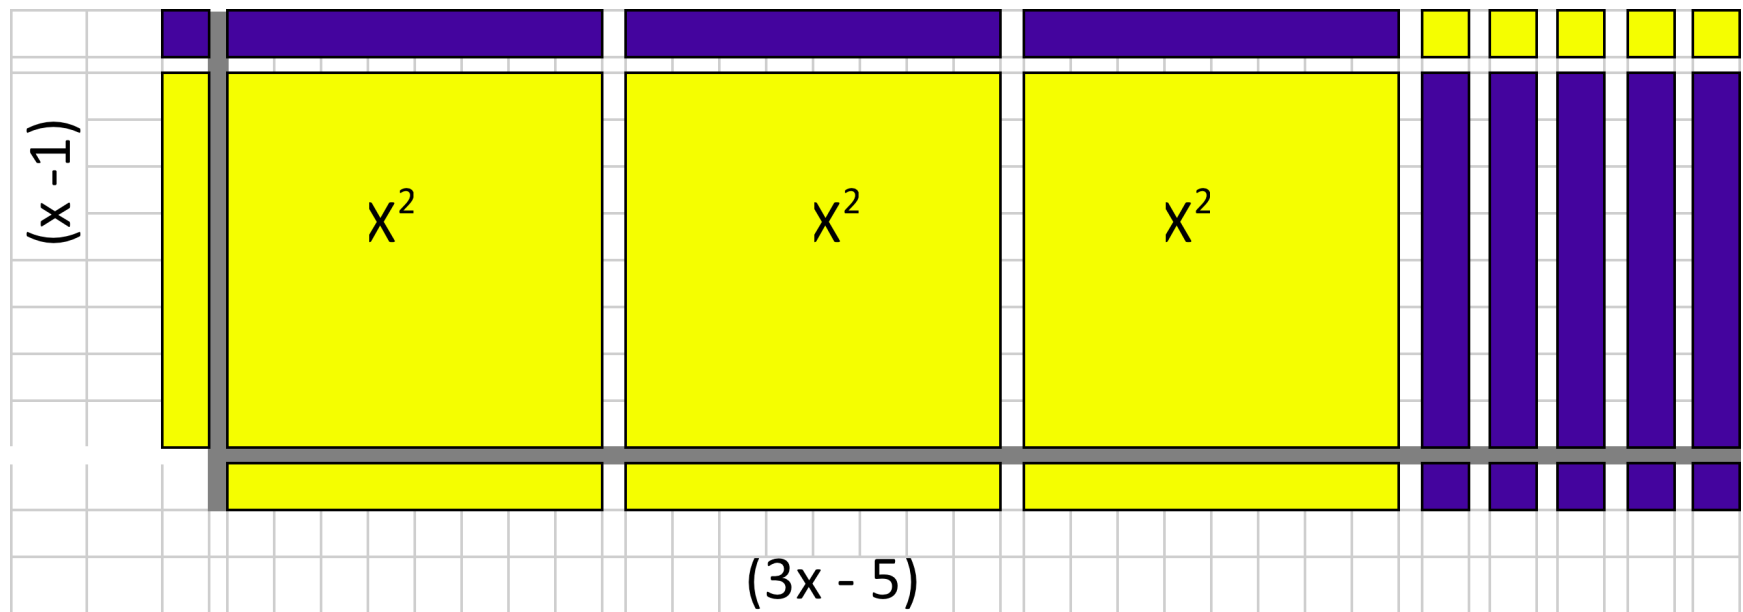 (x -1)
X²
X²
X²
(3x - 5)